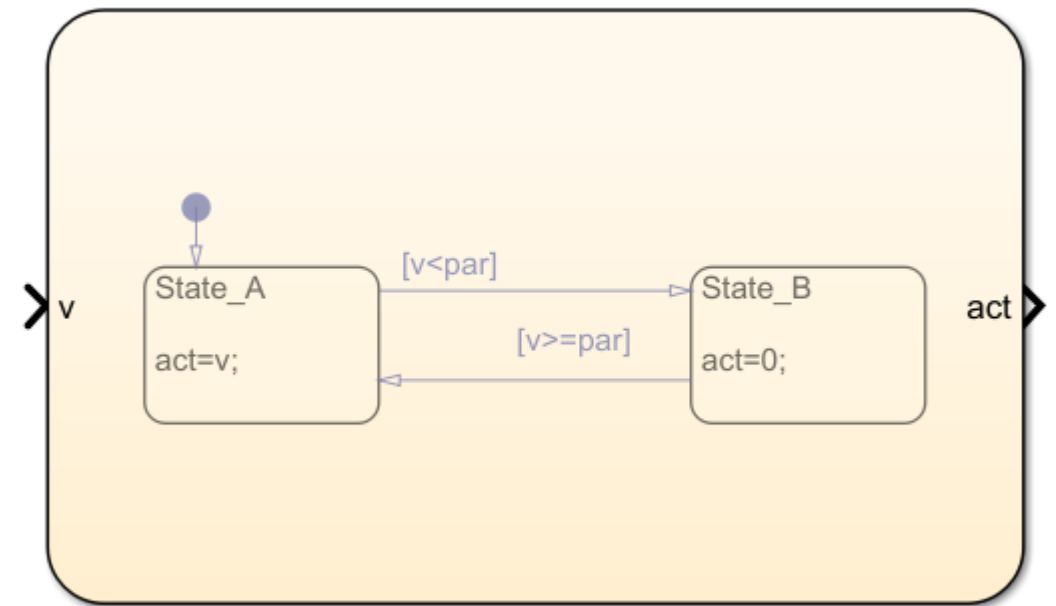 [v<par]
State_A
State_B
v
act
[v>=par]
act=v;
act=0;